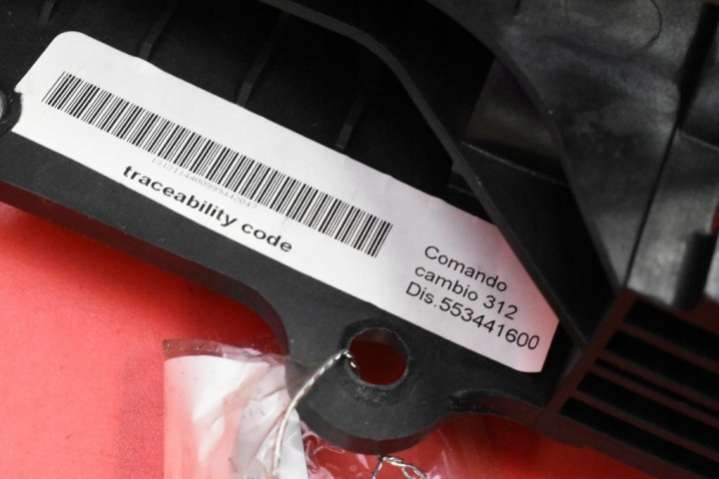 traceability code
Comando
cambio 312
Dis.553441600